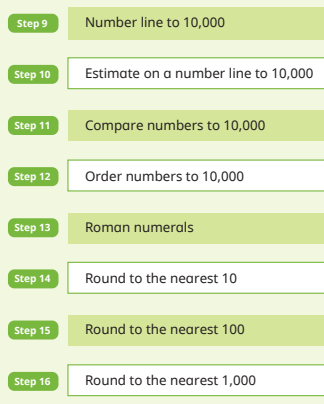 Step 9 Number line to 10,000
Step 10 Estimate on a number line to 10,000
Step 11 Compare numbers to 10,000
Step 12 Order numbers to 10,000
Step 13 Roman numerals
Step 14 Round to the nearest 10
Step 15 Round to the nearest 100
Step 16 Round to the nearest 1,000